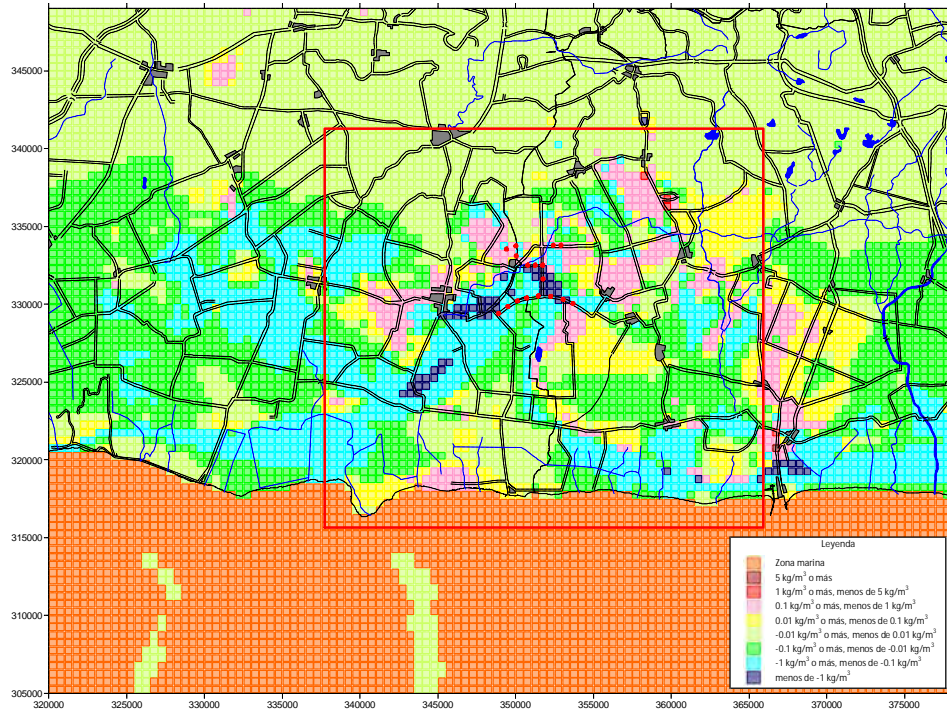 345000
340000
335000
330000
325000
320000
315000
310000
305000
320000 325000 330000 335000 340000 345000 350000 355000 360000 365000 370000 375000
Leyenda
Zona marina
5 kg/m³ o más
1 kg/m³ o más, menos de 5 kg/m³
0.1 kg/m³ o más, menos de 1 kg/m³
0.01 kg/m³ o más, menos de 0.1 kg/m³
-0.01 kg/m³ o más, menos de 0.01 kg/m³
-0.1 kg/m³ o más, menos de -0.01 kg/m³
-1 kg/m³ o más, menos de -0.1 kg/m³
menos de -1 kg/m³